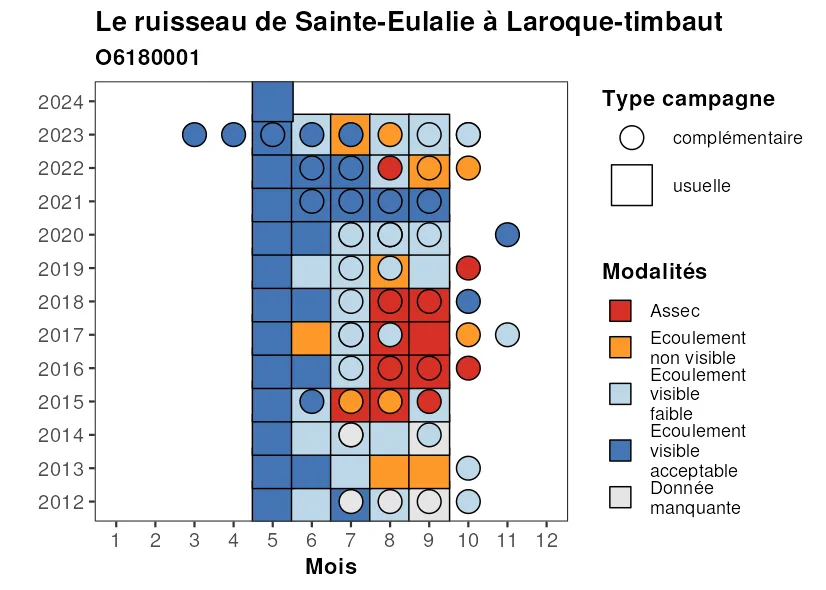 Le ruisseau de Sainte-Eulalie à Laroque-timbaut
O6180001
2024
2023
2022
2021
2020
2019
2018
2017
2016
2015
2014
2013
2012
1 2 3 4 5 6 7 8 9 10 11 12
Mois
Type campagne
complémentaire
usuelle
Modalités
Assec
Ecoulement
non visible
Ecoulement
visible
faible
Ecoulement
visible
acceptable
Donnée
manquante